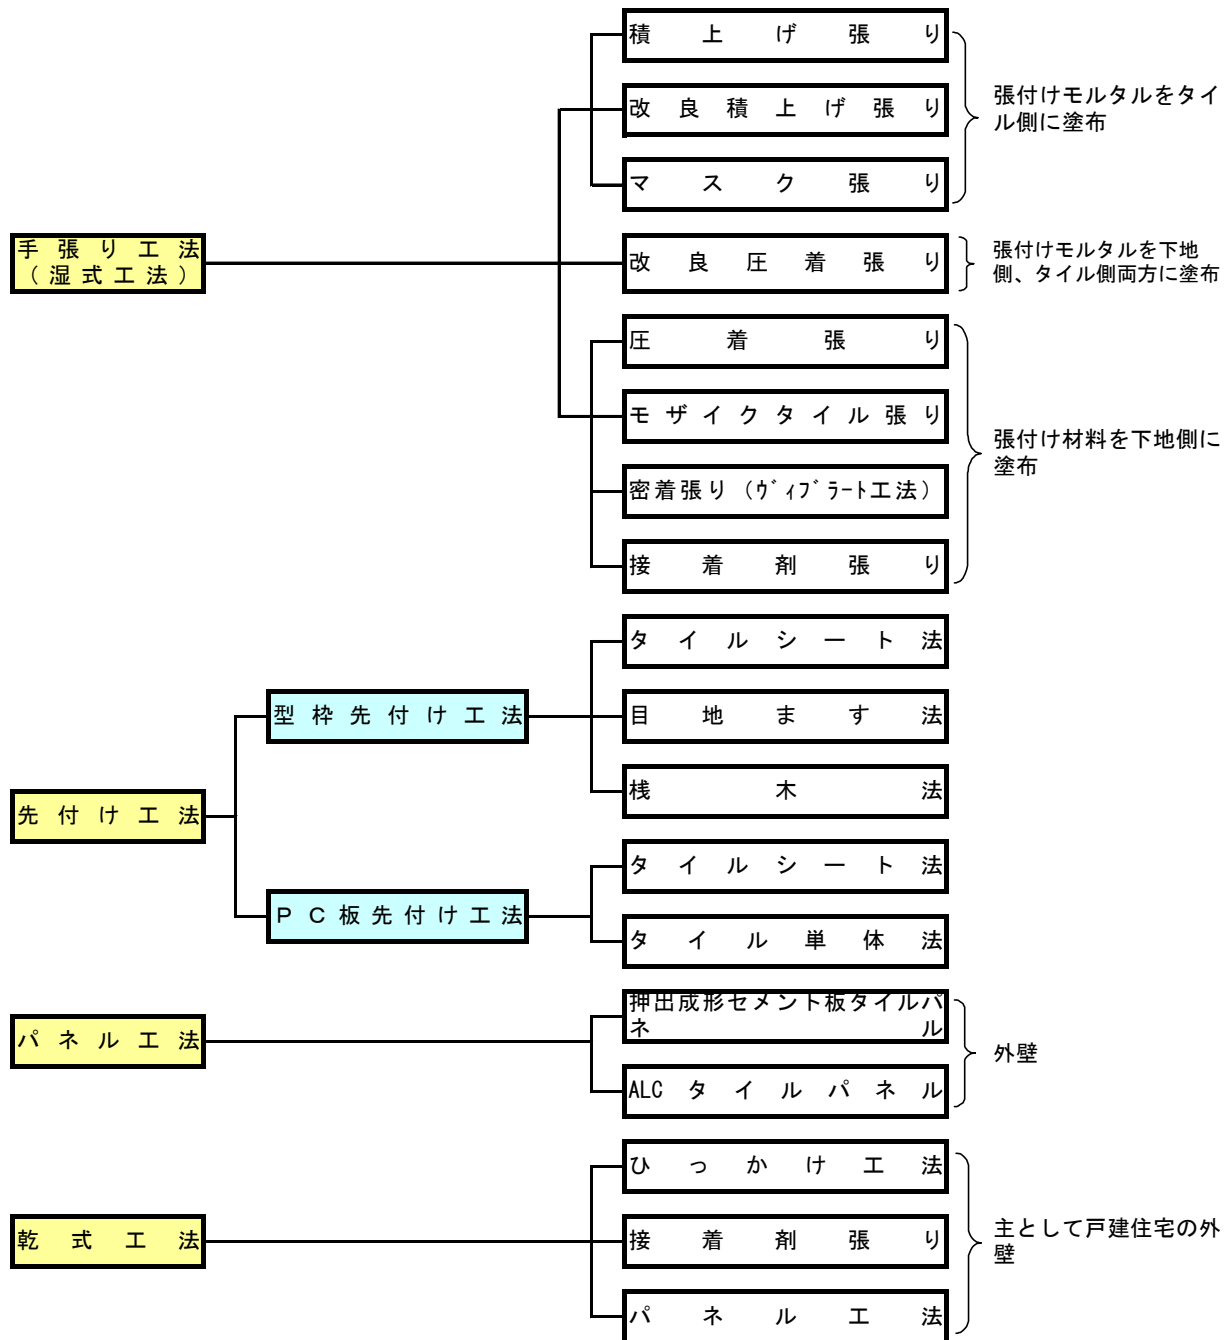 積上げ張り
改良積上げ張り
マスク張り
張付けモルタルをタイ
ル側に塗布
手張り工法
（湿式工法）
改良圧着張り
張付けモルタルを下地
側、タイル側両方に塗布
圧着張り
モザイクタイル張り
密着張り（ｳﾞｨﾌﾞﾗｰﾄ工法）
接着剤張り
張付け材料を下地側に
塗布
先付け工法
型枠先付け工法
タイルシート法
目地ます法
桟木法
ＰＣ板先付け工法
タイルシート法
タイル単体法
パネル工法
押出成形セメント板タイルパ
ネル
ALCタイルパネル
外壁
乾式工法
ひっかけ工法
接着剤張り
パネル工法
主として戸建住宅の外
壁